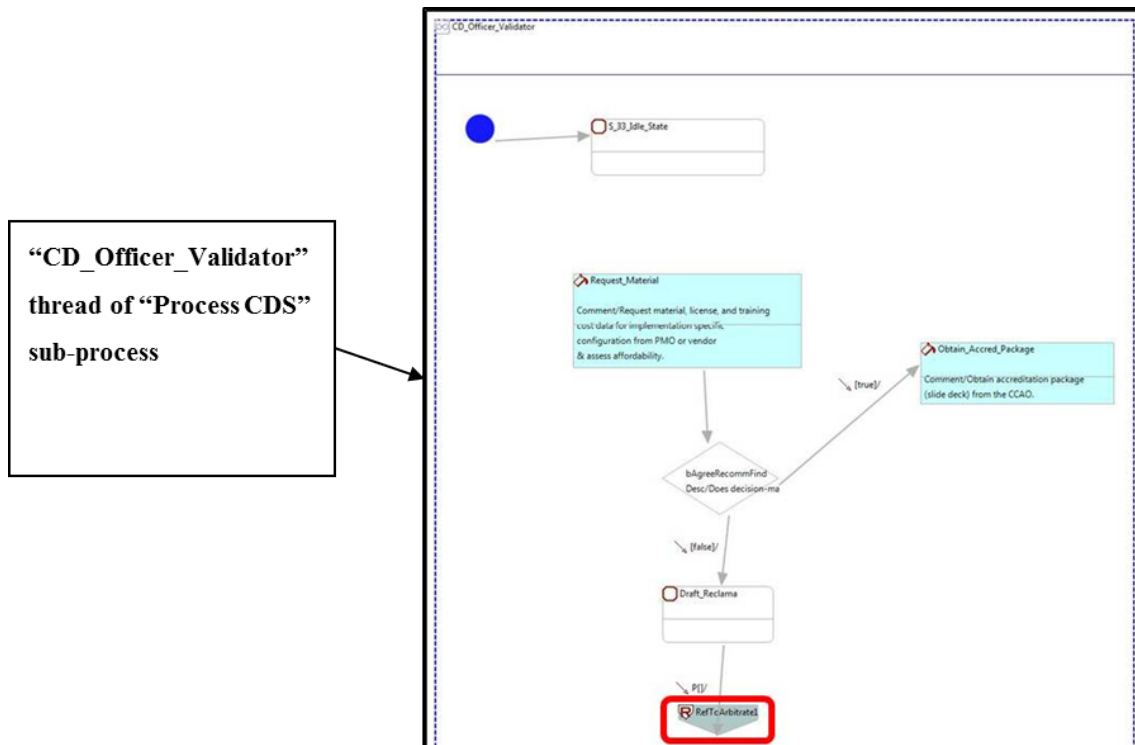 CD_Officer_Validator
S_33_Idle_State
“CD_Officer_Validator”
thread of “Process CDS”
sub-process
Request_Material
Comment/Request material, license, and training
cost data for implementation specific
configuration from PMO or vendor
& assess affordability.
Obtain_Accred_Package
Comment/Obtain accreditation package
(slide deck) from the CCAO.
[true]/
bAgreeRecommFind
Desc/Does decision-ma
[false]/
Draft_Reclama
P[]/
R RefToArbitrate1